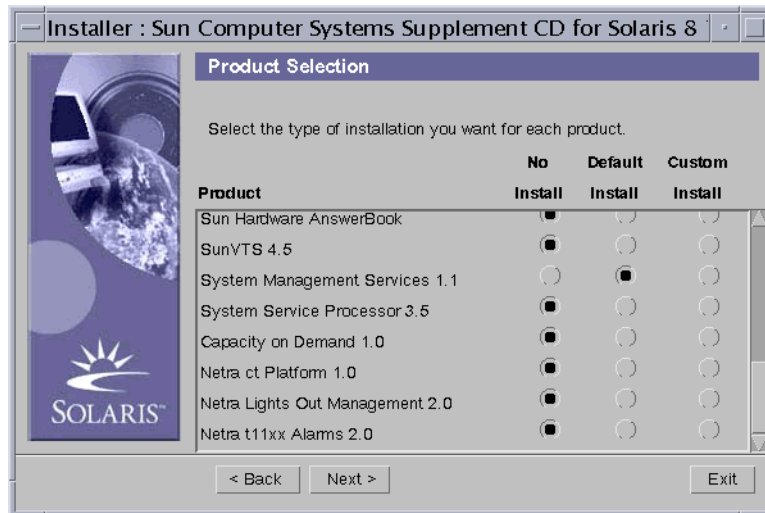 Installer : Sun Computer Systems Supplement CD for Solaris 8
Product Selection
Select the type of installation you want for each product.
No Default Custom
Product Install Install Install
Sun Hardware AnswerBook
SunVTS 4.5
System Management Services 1.1
System Service Processor 3.5
Capacity on Demand 1.0
Netra ct Platform 1.0
Netra Lights Out Management 2.0
Netra t11xx Alarms 2.0
SOLARIS™
< Back Next > Exit